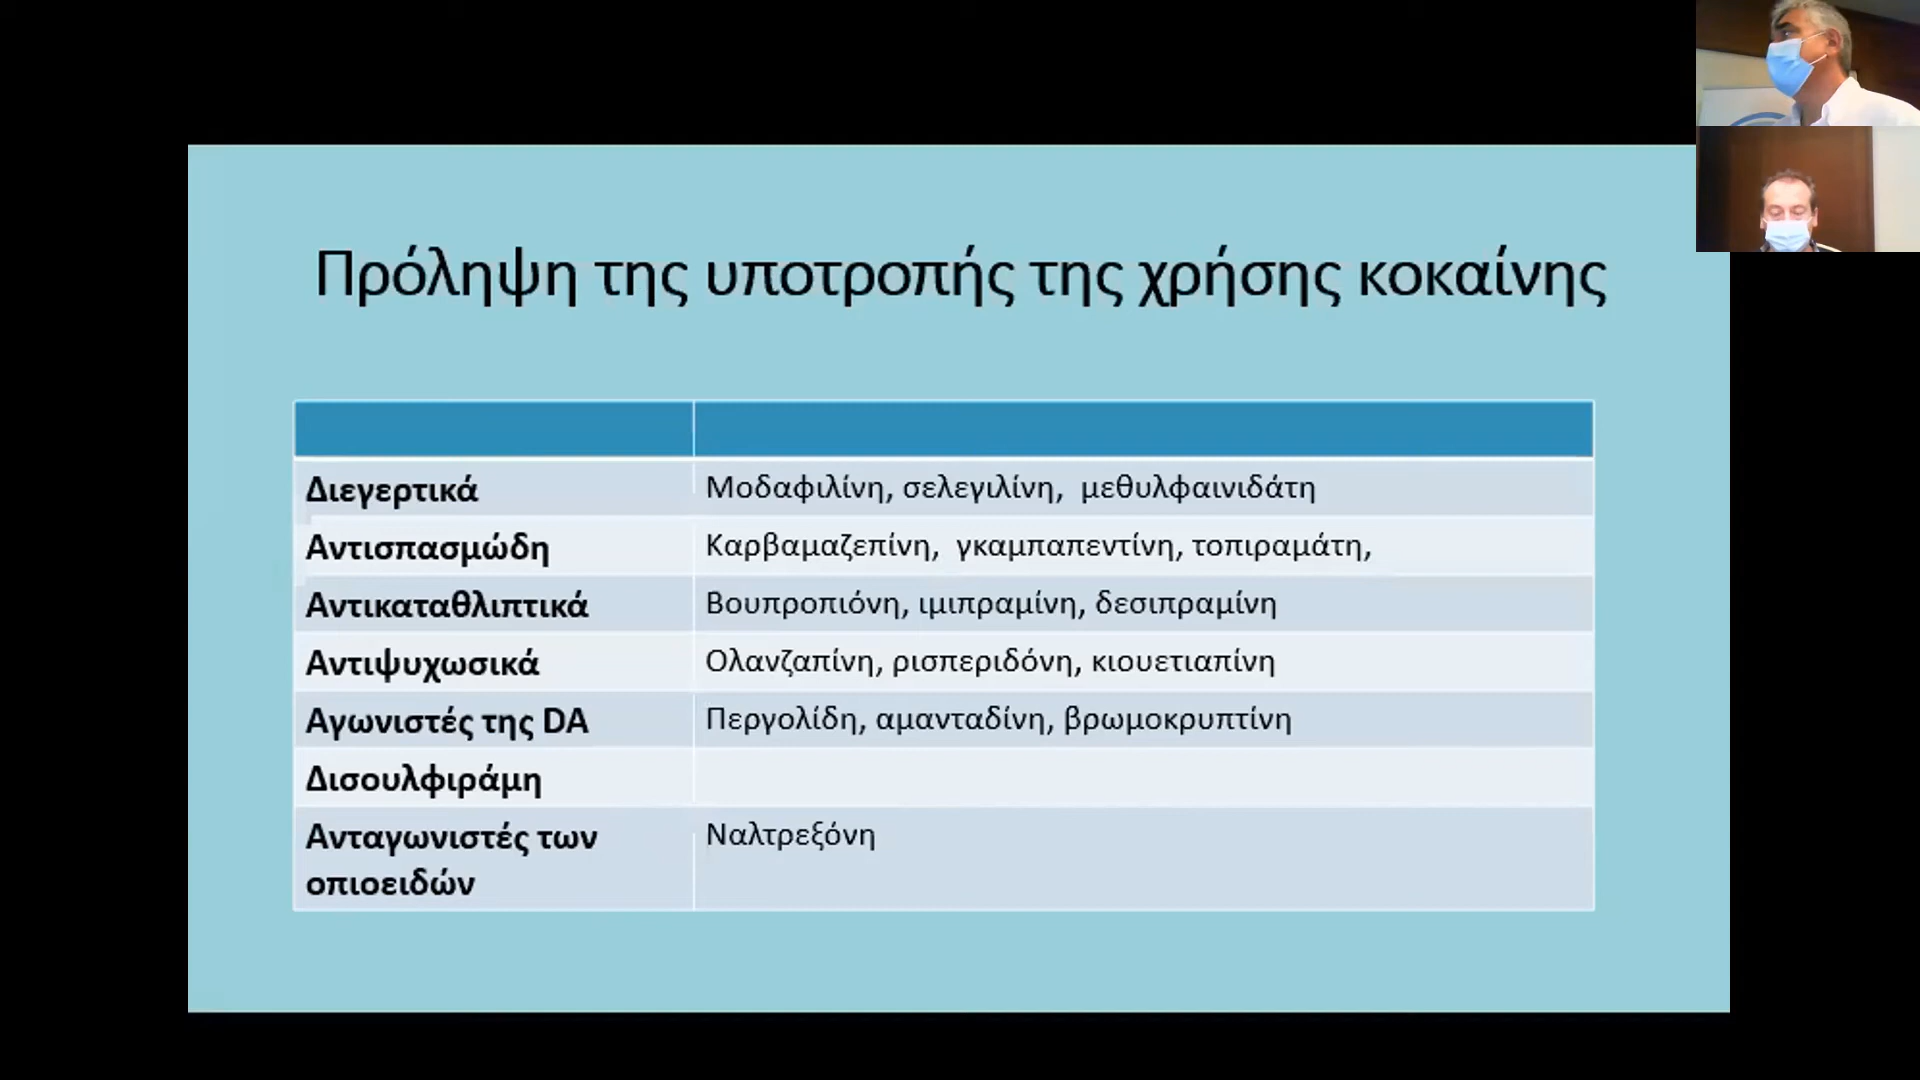 Πρόληψη της υποτροπής της χρήσης κοκαίνης
Διεγερτικά Μοδαφιλίνη, σελεγιλίνη, μεθυλφαινιδάτη
Αντισπασμώδη Καρβαμαζεπίνη, γκαμπαπεντίνη, τοπιραμάτη,
Αντικαταθλιπτικά Βουπροπιόνη, ιμιπραμίνη, δεσιπραμίνη
Αντιψυχωσικά Ολανζαπίνη, ρισπεριδόνη, κιουετιαπίνη
Αγωνιστές της DA Περγολίδη, αμανταδίνη, βρωμοκρυπτίνη
Δισουλφιράμη
Ανταγωνιστές των Ναλτρεξόνη
οπιοειδών